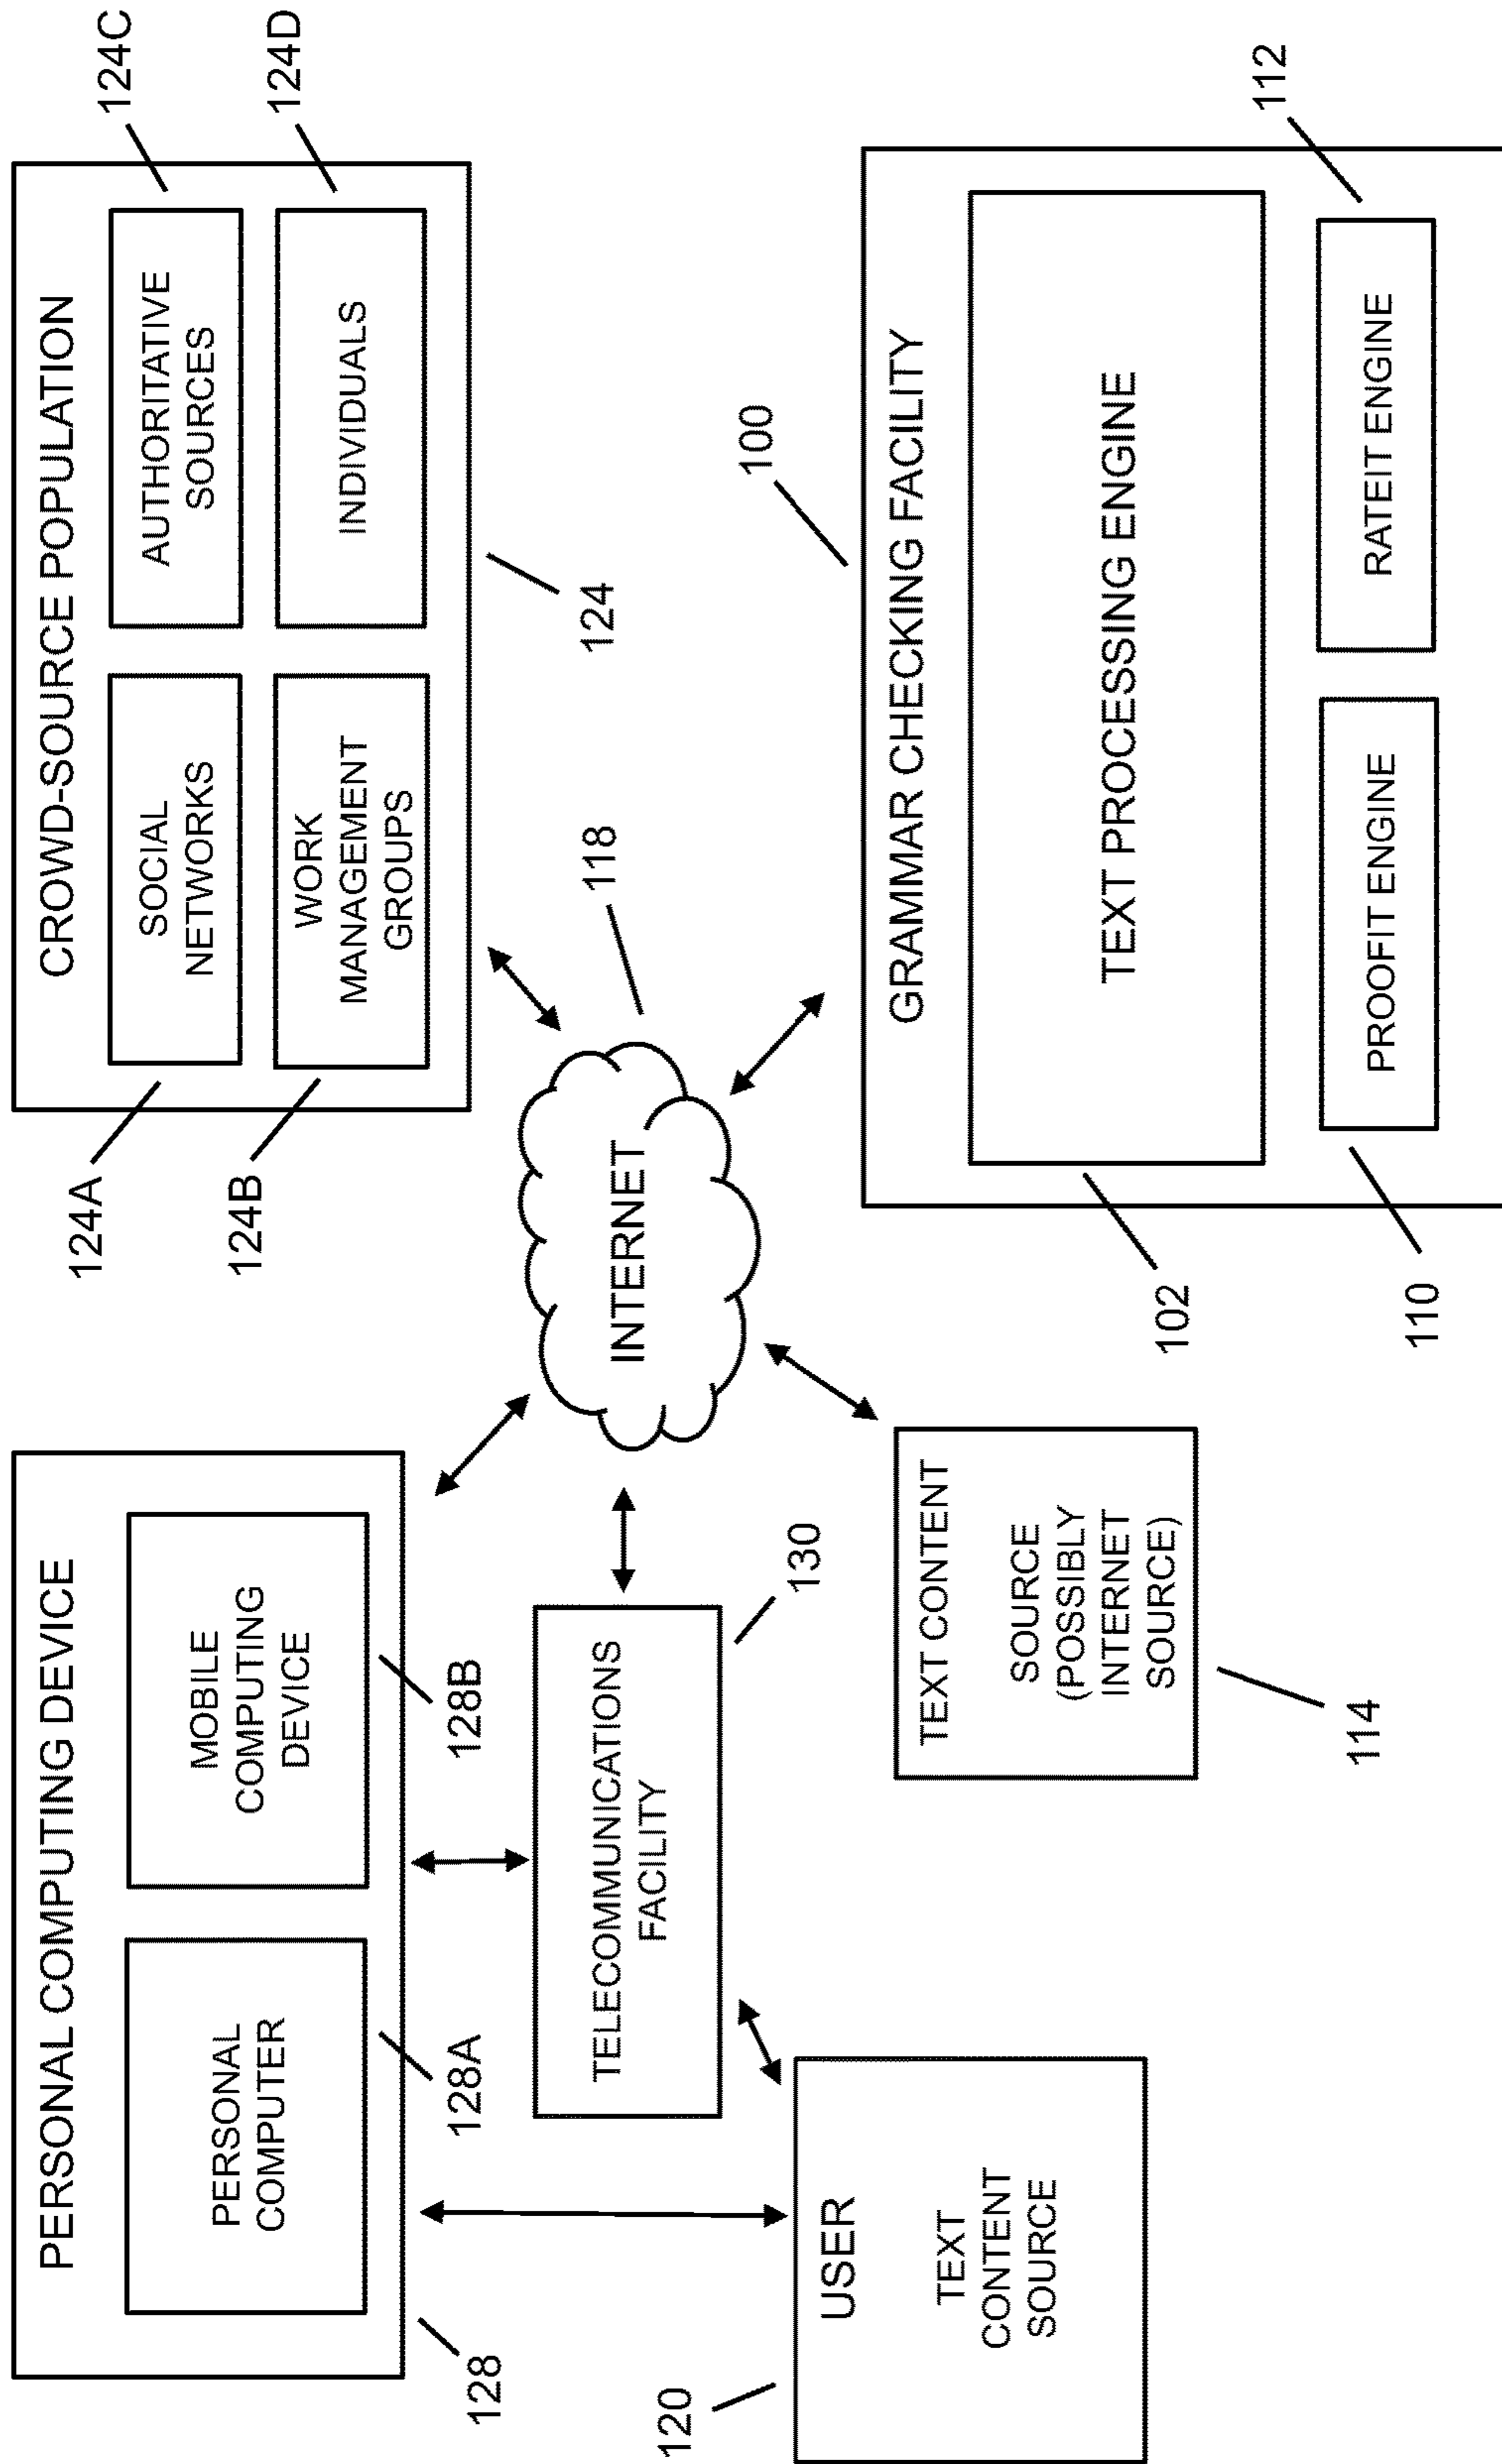 PERSONAL COMPUTING DEVICE
PERSONAL
COMPUTER
MOBILE
COMPUTING
DEVICE
128
128A
128B
CROWD-SOURCE POPULATION
SOCIAL
NETWORKS
AUTHORITATIVE
SOURCES
WORK
MANAGEMENT
GROUPS
INDIVIDUALS
124A
124B
124C
124D
124
TELECOMMUNICATIONS
FACILITY
130
INTERNET
118
USER
TEXT
CONTENT
SOURCE
120
TEXT CONTENT
SOURCE
(POSSIBLY
INTERNET
SOURCE)
114
100
GRAMMAR CHECKING FACILITY
TEXT PROCESSING ENGINE
102
PROOFIT ENGINE
RATEIT ENGINE
110
112